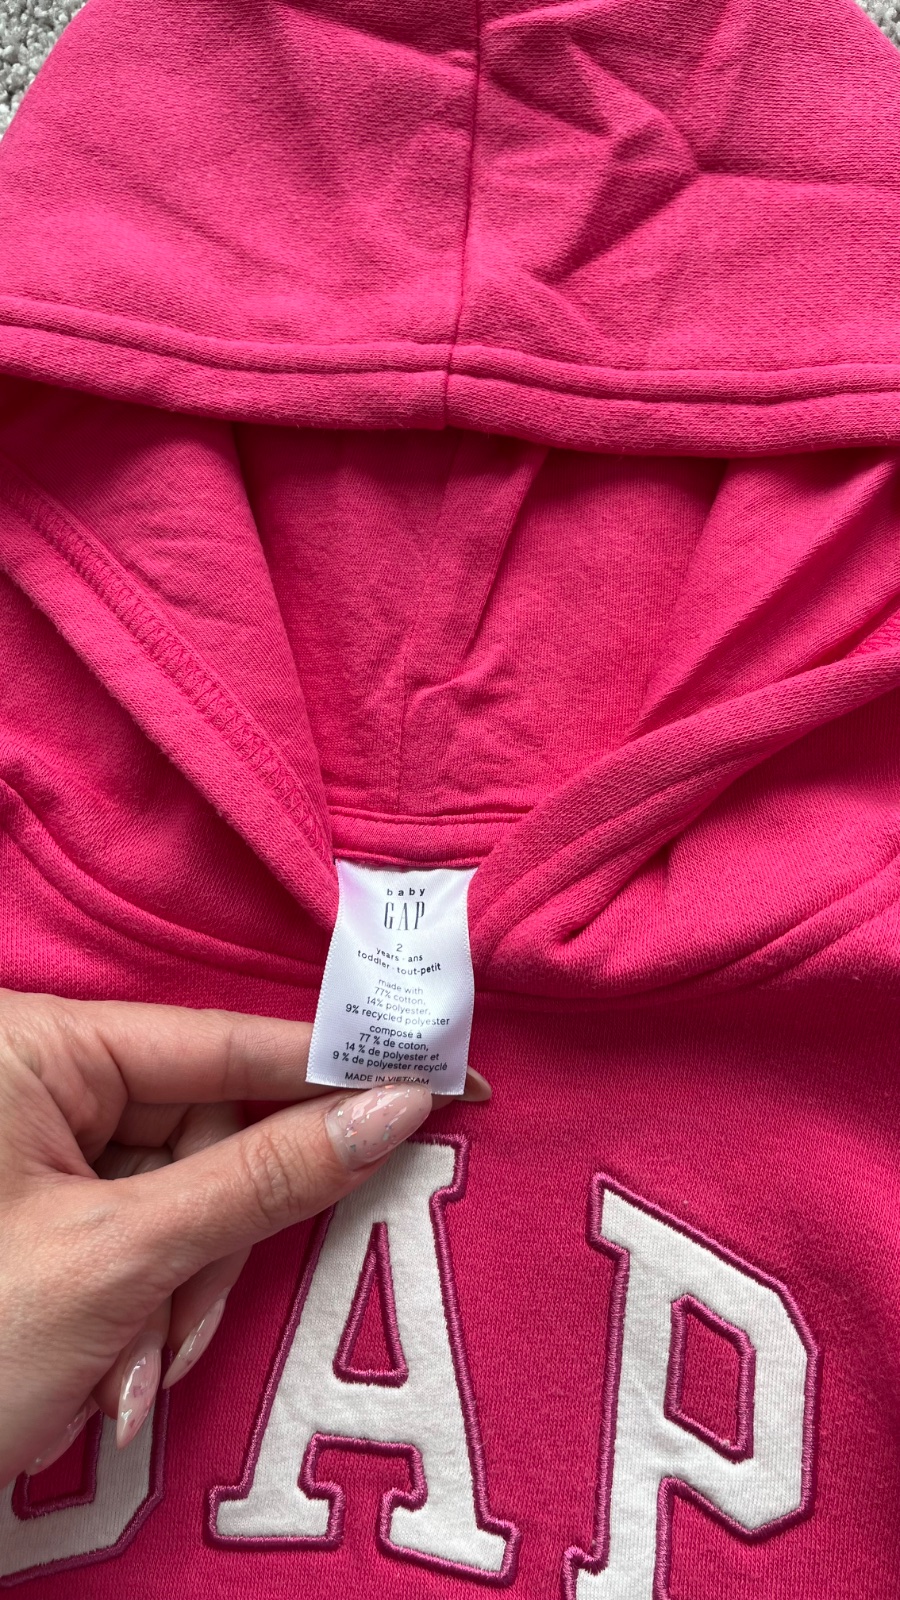 baby
GAP
2
years · ans
toddler · tout-petit
made with
77% cotton,
14% polyester,
9% recycled polyester
composé à
77 % de coton,
14 % de polyester et
9 % de polyester recyclé
MADE IN VIETNAM
GAP